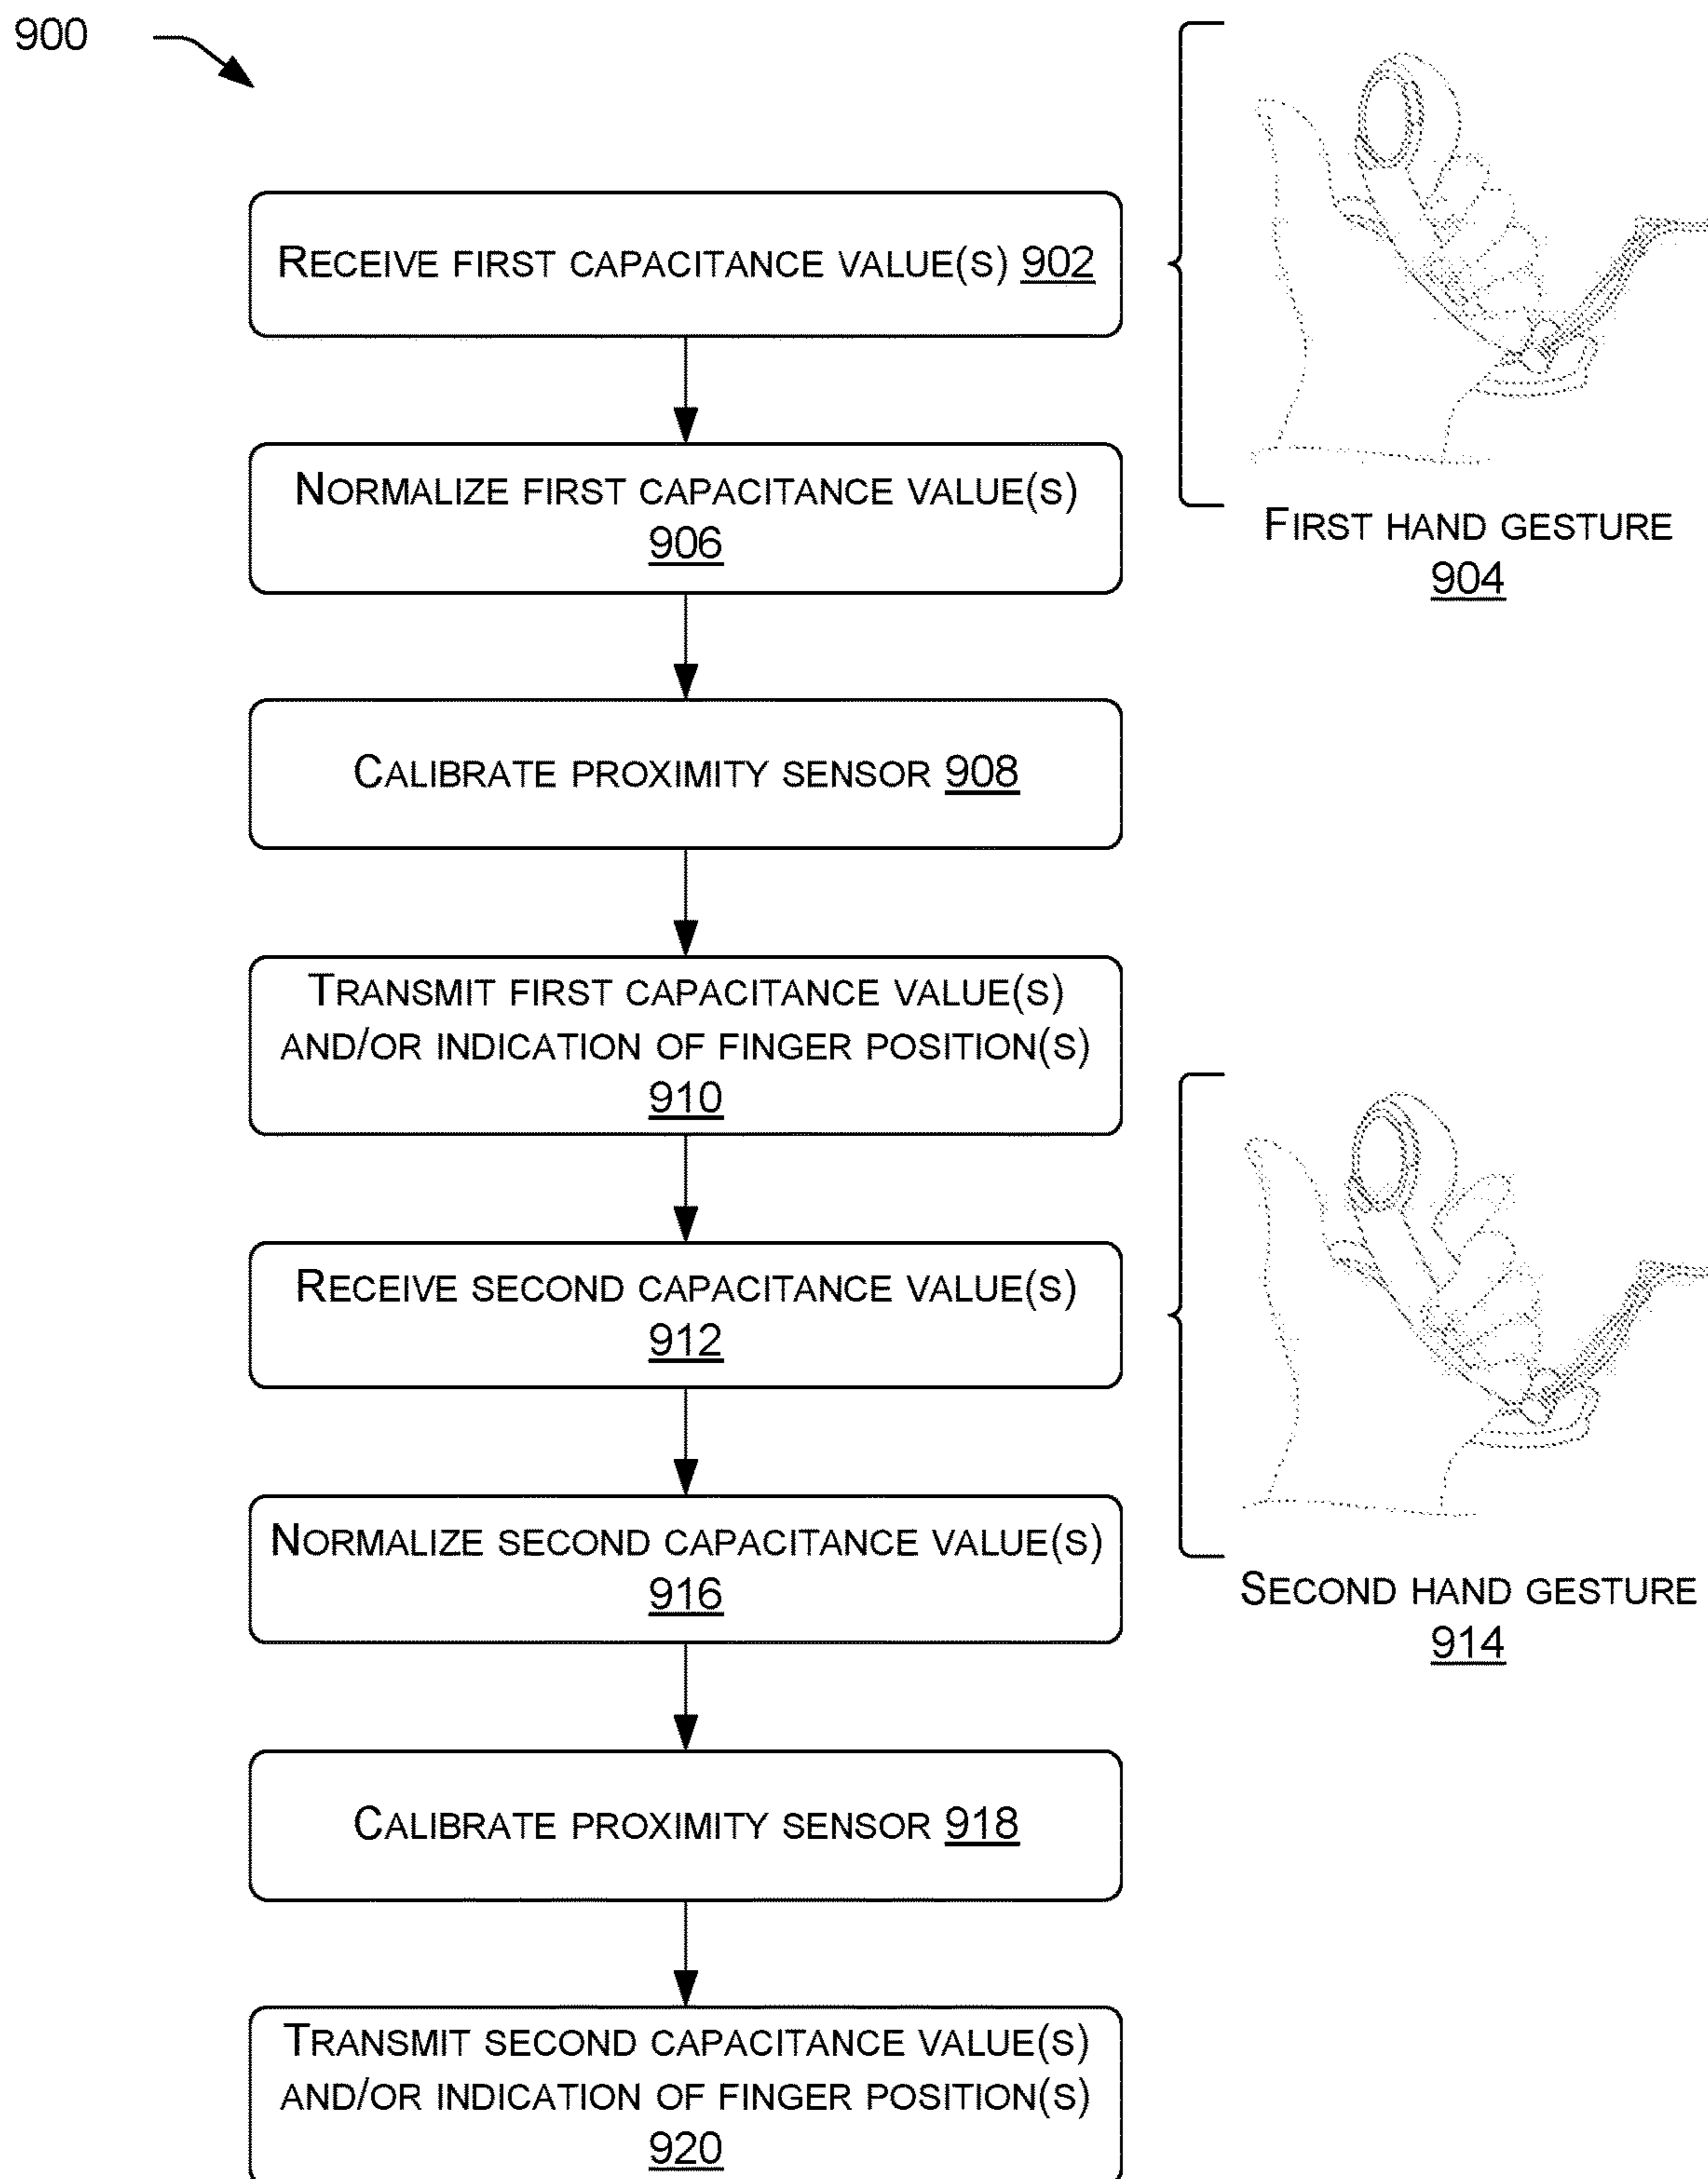 900
RECEIVE FIRST CAPACITANCE VALUE(S) 902
NORMALIZE FIRST CAPACITANCE VALUE(S)
906
FIRST HAND GESTURE
904
CALIBRATE PROXIMITY SENSOR 908
TRANSMIT FIRST CAPACITANCE VALUE(S)
AND/OR INDICATION OF FINGER POSITION(S)
910
RECEIVE SECOND CAPACITANCE VALUE(S)
912
NORMALIZE SECOND CAPACITANCE VALUE(S)
916
SECOND HAND GESTURE
914
CALIBRATE PROXIMITY SENSOR 918
TRANSMIT SECOND CAPACITANCE VALUE(S)
AND/OR INDICATION OF FINGER POSITION(S)
920